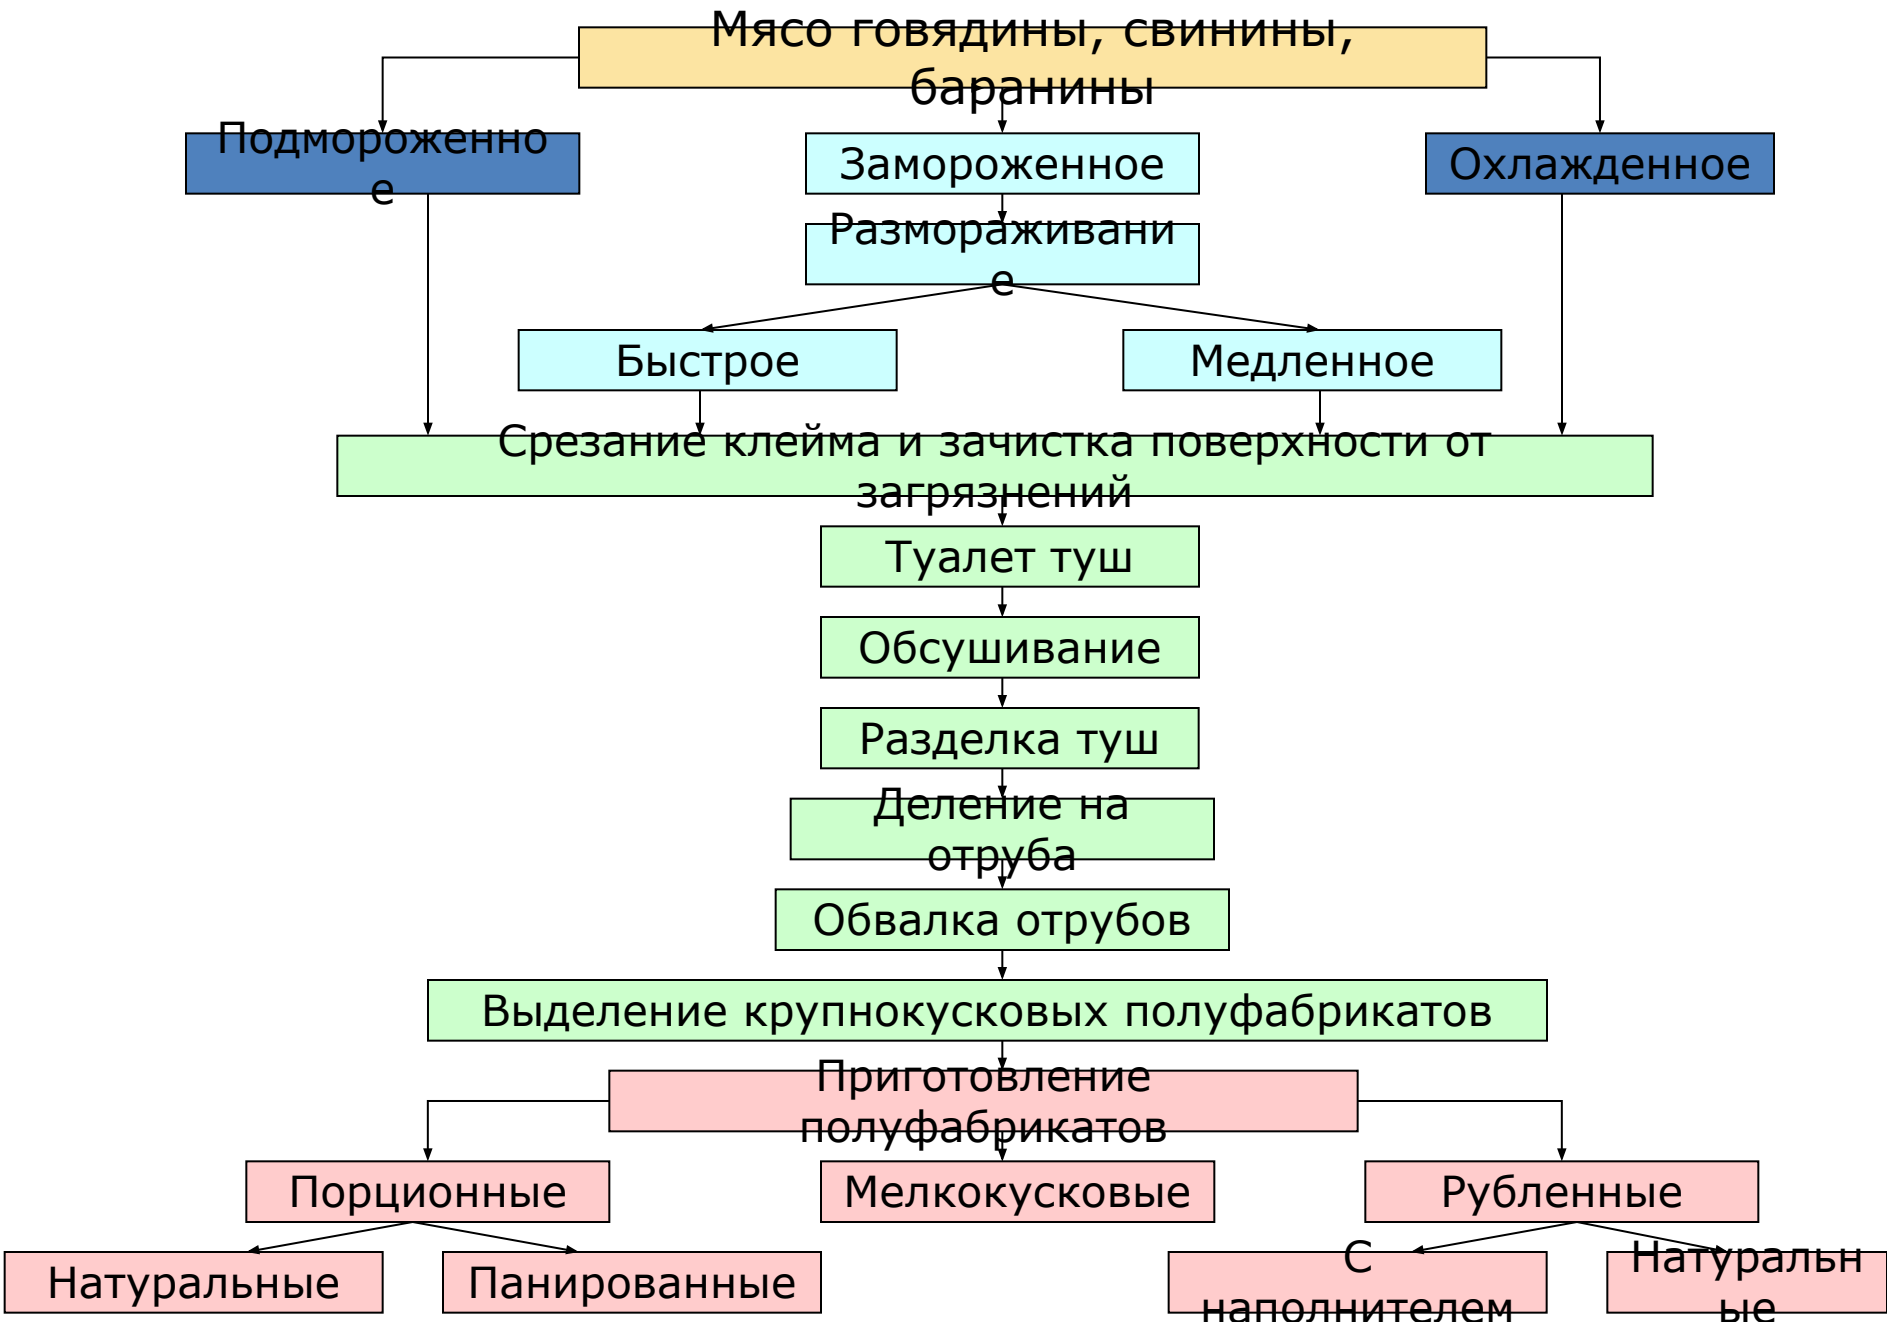 Мясо говядины, свинины,
баранины
Подмороженно
е
Замороженное
Охлажденное
Размораживани
е
Быстрое
Медленное
Срезание клейма и зачистка поверхности от
загрязнений
Туалет туш
Обсушивание
Разделка туш
Деление на
отруба
Обвалка отрубов
Выделение крупнокусковых полуфабрикатов
Приготовление
полуфабрикатов
Порционные
Мелкокусковые
Рубленные
Натуральные
Панированные
С
наполнителем
Натуральн
ые